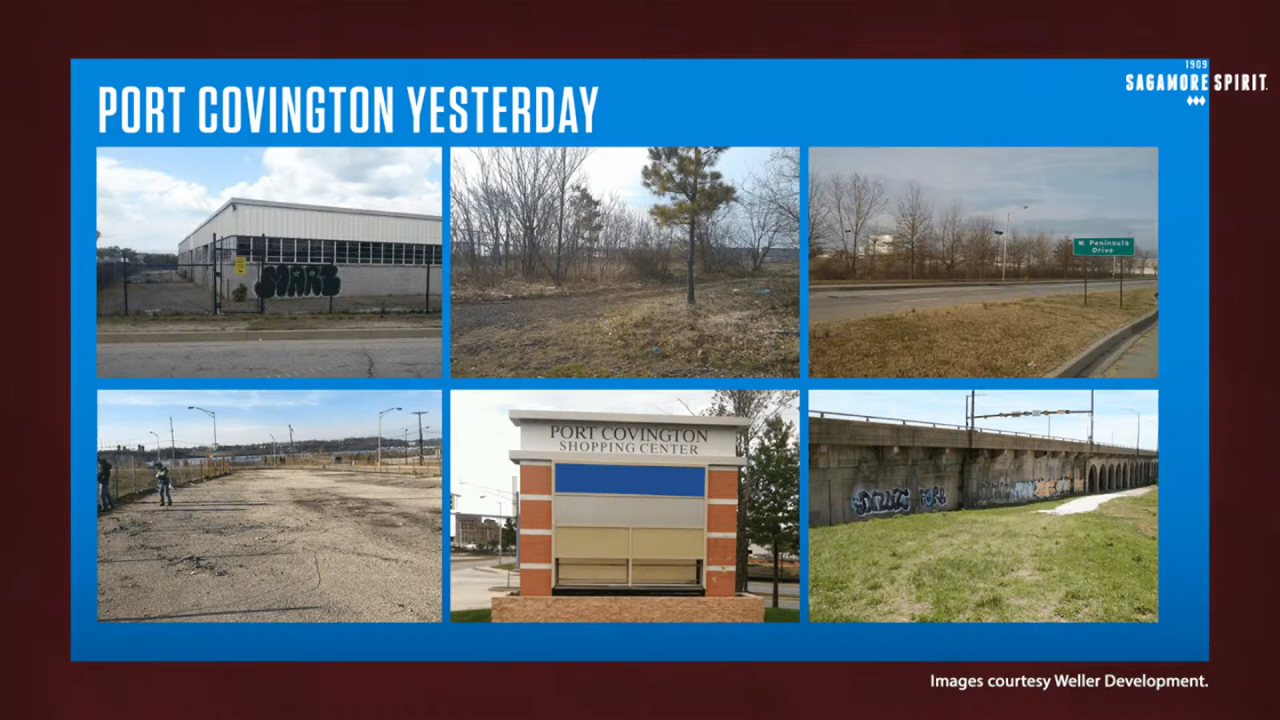 1909
SAGAMORE SPIRIT
PORT COVINGTON YESTERDAY
W. Peninsula
Drive
PORT COVINGTON
SHOPPING CENTER
Images courtesy Weller Development.